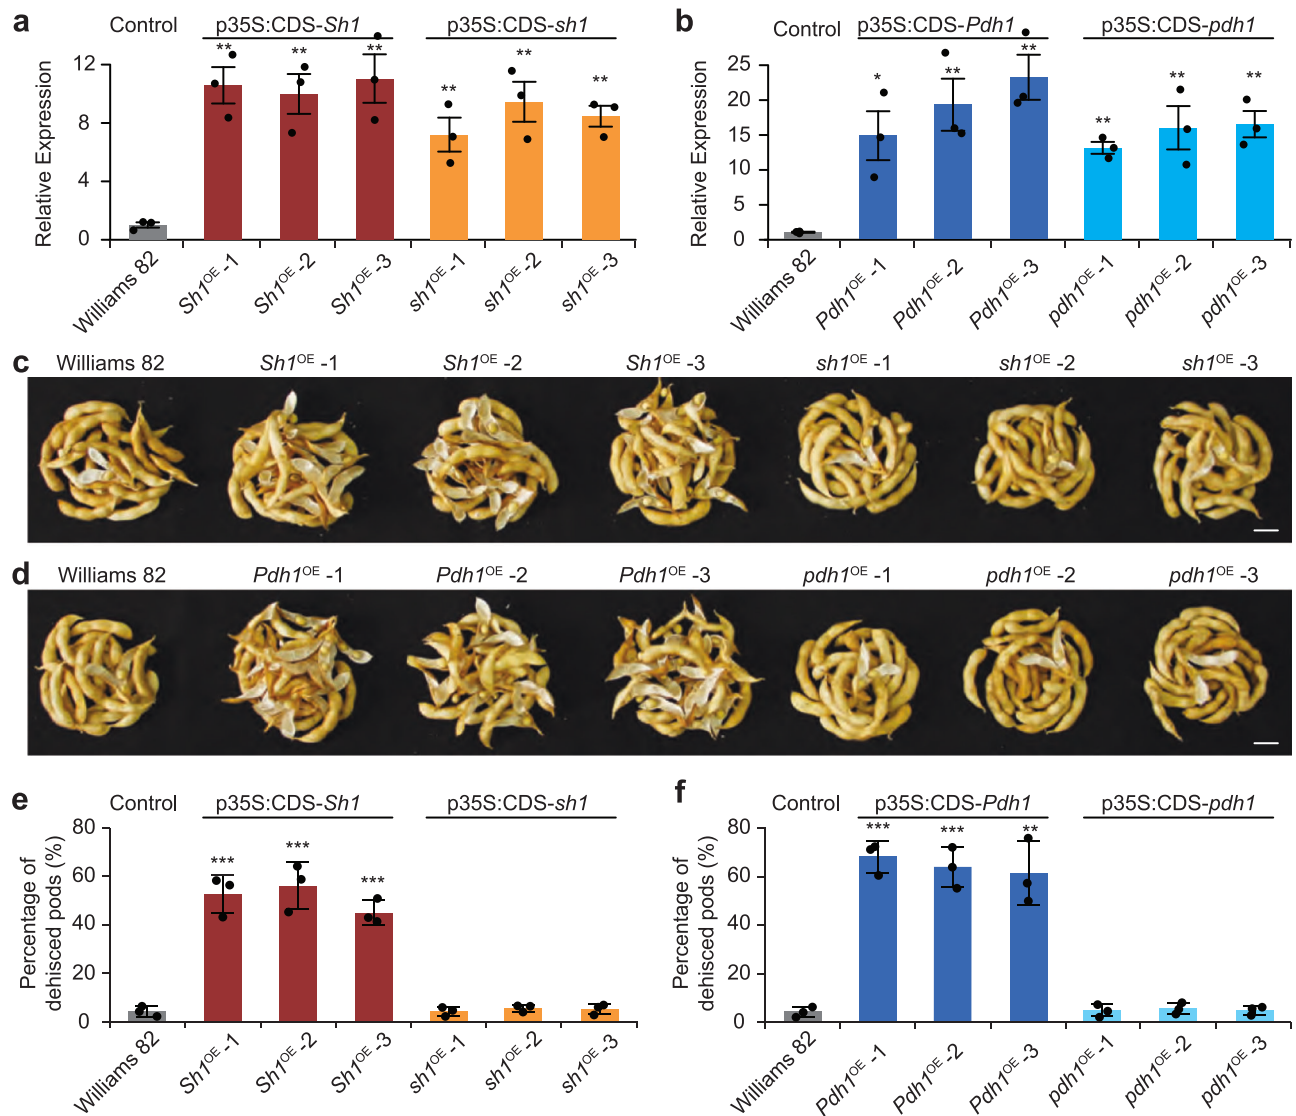 a
Control
p35S:CDS-Sh1
p35S:CDS-sh1
Relative Expression
12
8
4
0
**
**
**
**
**
**
Williams 82
Sh1OE -1
Sh1OE -2
Sh1OE -3
sh1OE -1
sh1OE -2
sh1OE -3
b
Control
p35S:CDS-Pdh1
p35S:CDS-pdh1
Relative Expression
25
20
15
10
5
0
*
**
**
**
**
**
Williams 82
Pdh1OE -1
Pdh1OE -2
Pdh1OE -3
pdh1OE -1
pdh1OE -2
pdh1OE -3
c
Williams 82
Sh1OE -1
Sh1OE -2
Sh1OE -3
sh1OE -1
sh1OE -2
sh1OE -3
d
Williams 82
Pdh1OE -1
Pdh1OE -2
Pdh1OE -3
pdh1OE -1
pdh1OE -2
pdh1OE -3
e
Control
p35S:CDS-Sh1
p35S:CDS-sh1
Percentage of
dehisced pods (%)
80
60
40
20
0
***
***
***
Williams 82
Sh1OE -1
Sh1OE -2
Sh1OE -3
sh1OE -1
sh1OE -2
sh1OE -3
f
Control
p35S:CDS-Pdh1
p35S:CDS-pdh1
Percentage of
dehisced pods (%)
80
60
40
20
0
***
***
**
Williams 82
Pdh1OE -1
Pdh1OE -2
Pdh1OE -3
pdh1OE -1
pdh1OE -2
pdh1OE -3